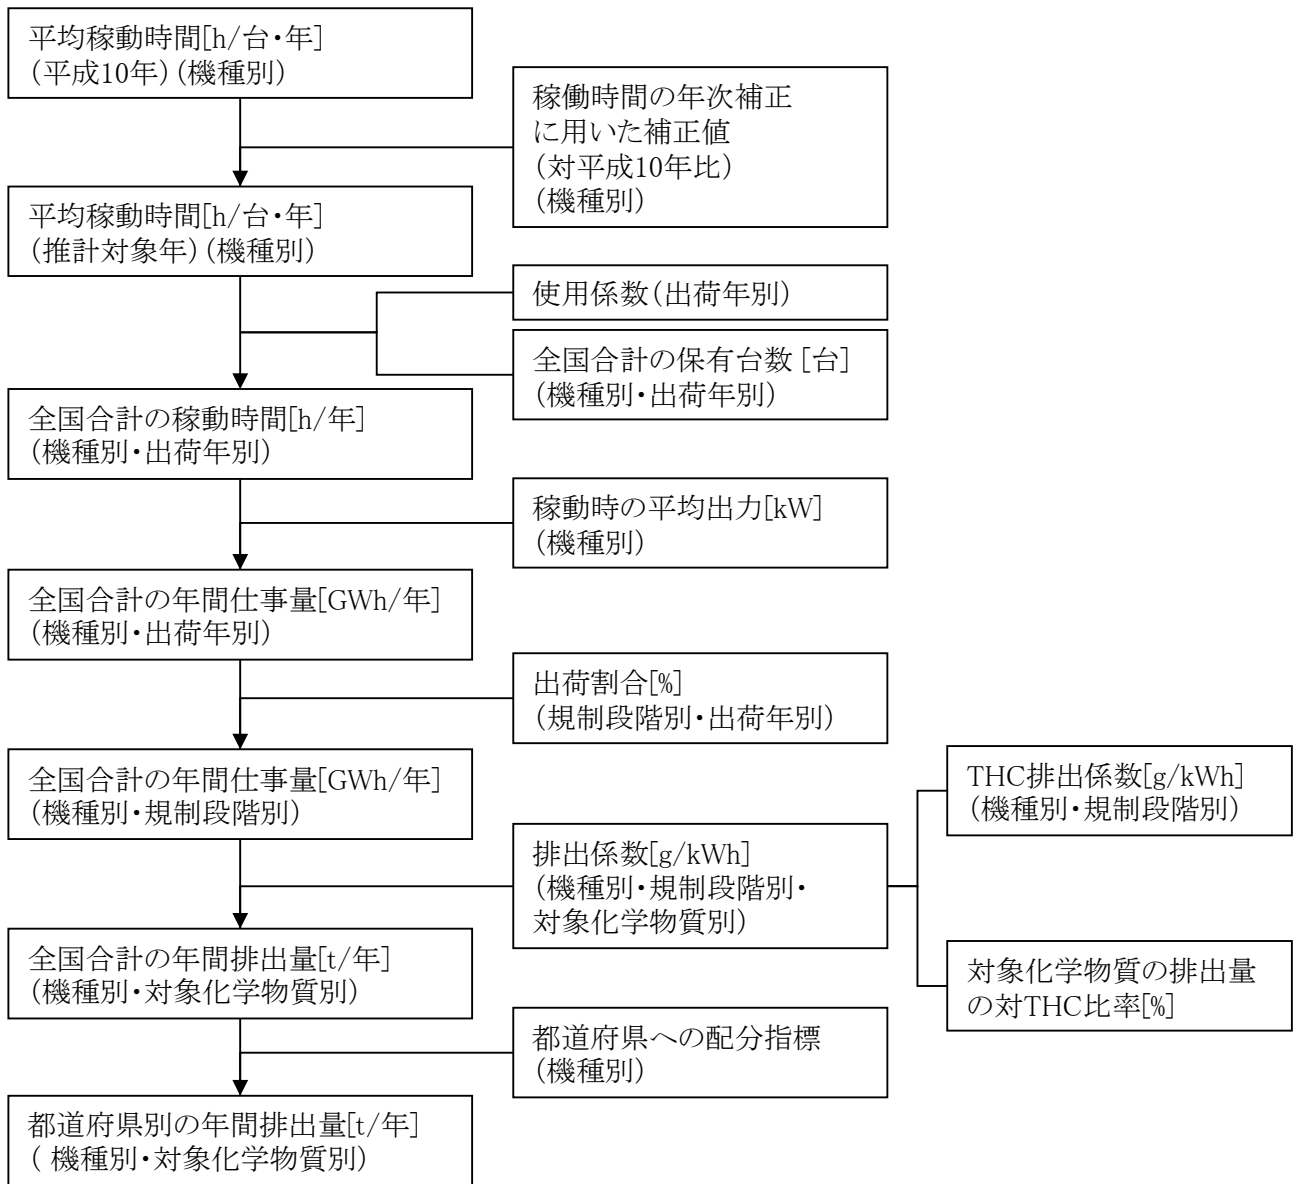 平均稼動時間[h/台・年]
(平成10年)(機種別)
稼働時間の年次補正
に用いた補正値
(対平成10年比)
(機種別)
平均稼動時間[h/台・年]
(推計対象年)(機種別)
使用係数(出荷年別)
全国合計の保有台数[台]
(機種別・出荷年別)
全国合計の稼動時間[h/年]
(機種別・出荷年別)
稼動時の平均出力[kW]
(機種別)
全国合計の年間仕事量[GWh/年]
(機種別・出荷年別)
出荷割合[%]
(規制段階別・出荷年別)
全国合計の年間仕事量[GWh/年]
(機種別・規制段階別)
THC排出係数[g/kWh]
(機種別・規制段階別)
排出係数[g/kWh]
(機種別・規制段階別・
対象化学物質別)
全国合計の年間排出量[t/年]
(機種別・対象化学物質別)
対象化学物質の排出量
の対THC比率[%]
都道府県への配分指標
(機種別)
都道府県別の年間排出量[t/年]
( 機種別・対象化学物質別)